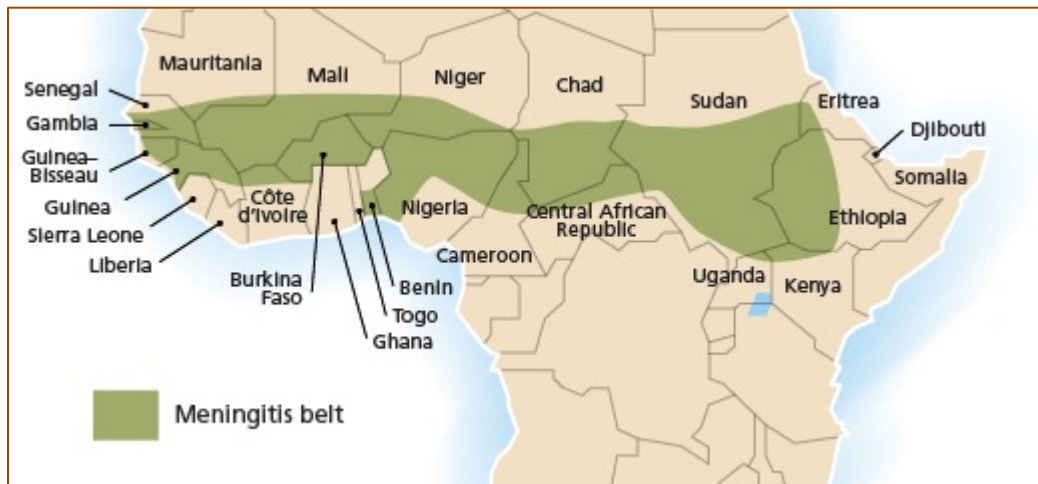 Mauritania
Mali
Niger
Chad
Sudan
Eritrea
Djibouti
Somalia
Ethiopia
Senegal
Gambia
Guinea–
Bisseau
Guinea
Sierra Leone
Liberia
Côte
d'Ivoire
Burkina
Faso
Ghana
Togo
Benin
Nigeria
Cameroon
Central African
Republic
Uganda
Kenya
Meningitis belt